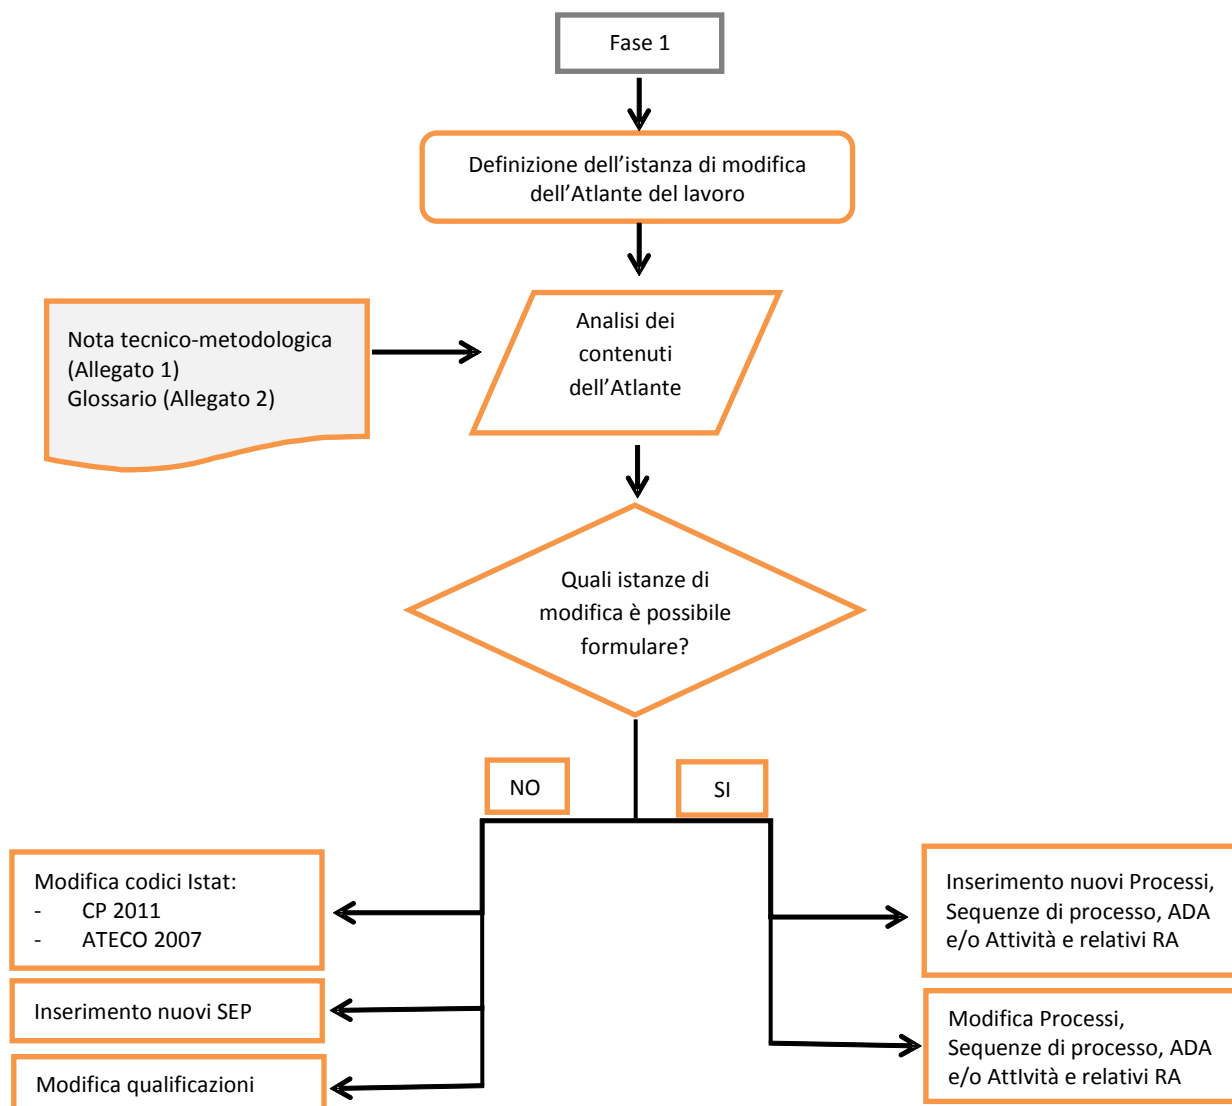 Fase 1
Definizione dell’istanza di modifica
dell’Atlante del lavoro
Nota tecnico-metodologica
(Allegato 1)
Glossario (Allegato 2)
Analisi dei
contenuti
dell’Atlante
Quali istanze di
modifica è possibile
formulare?
NO
SI
Modifica codici Istat:
- CP 2011
- ATECO 2007
Inserimento nuovi SEP
Modifica qualificazioni
Inserimento nuovi Processi,
Sequenze di processo, ADA
e/o Attività e relativi RA
Modifica Processi,
Sequenze di processo, ADA
e/o AttIvità e relativi RA